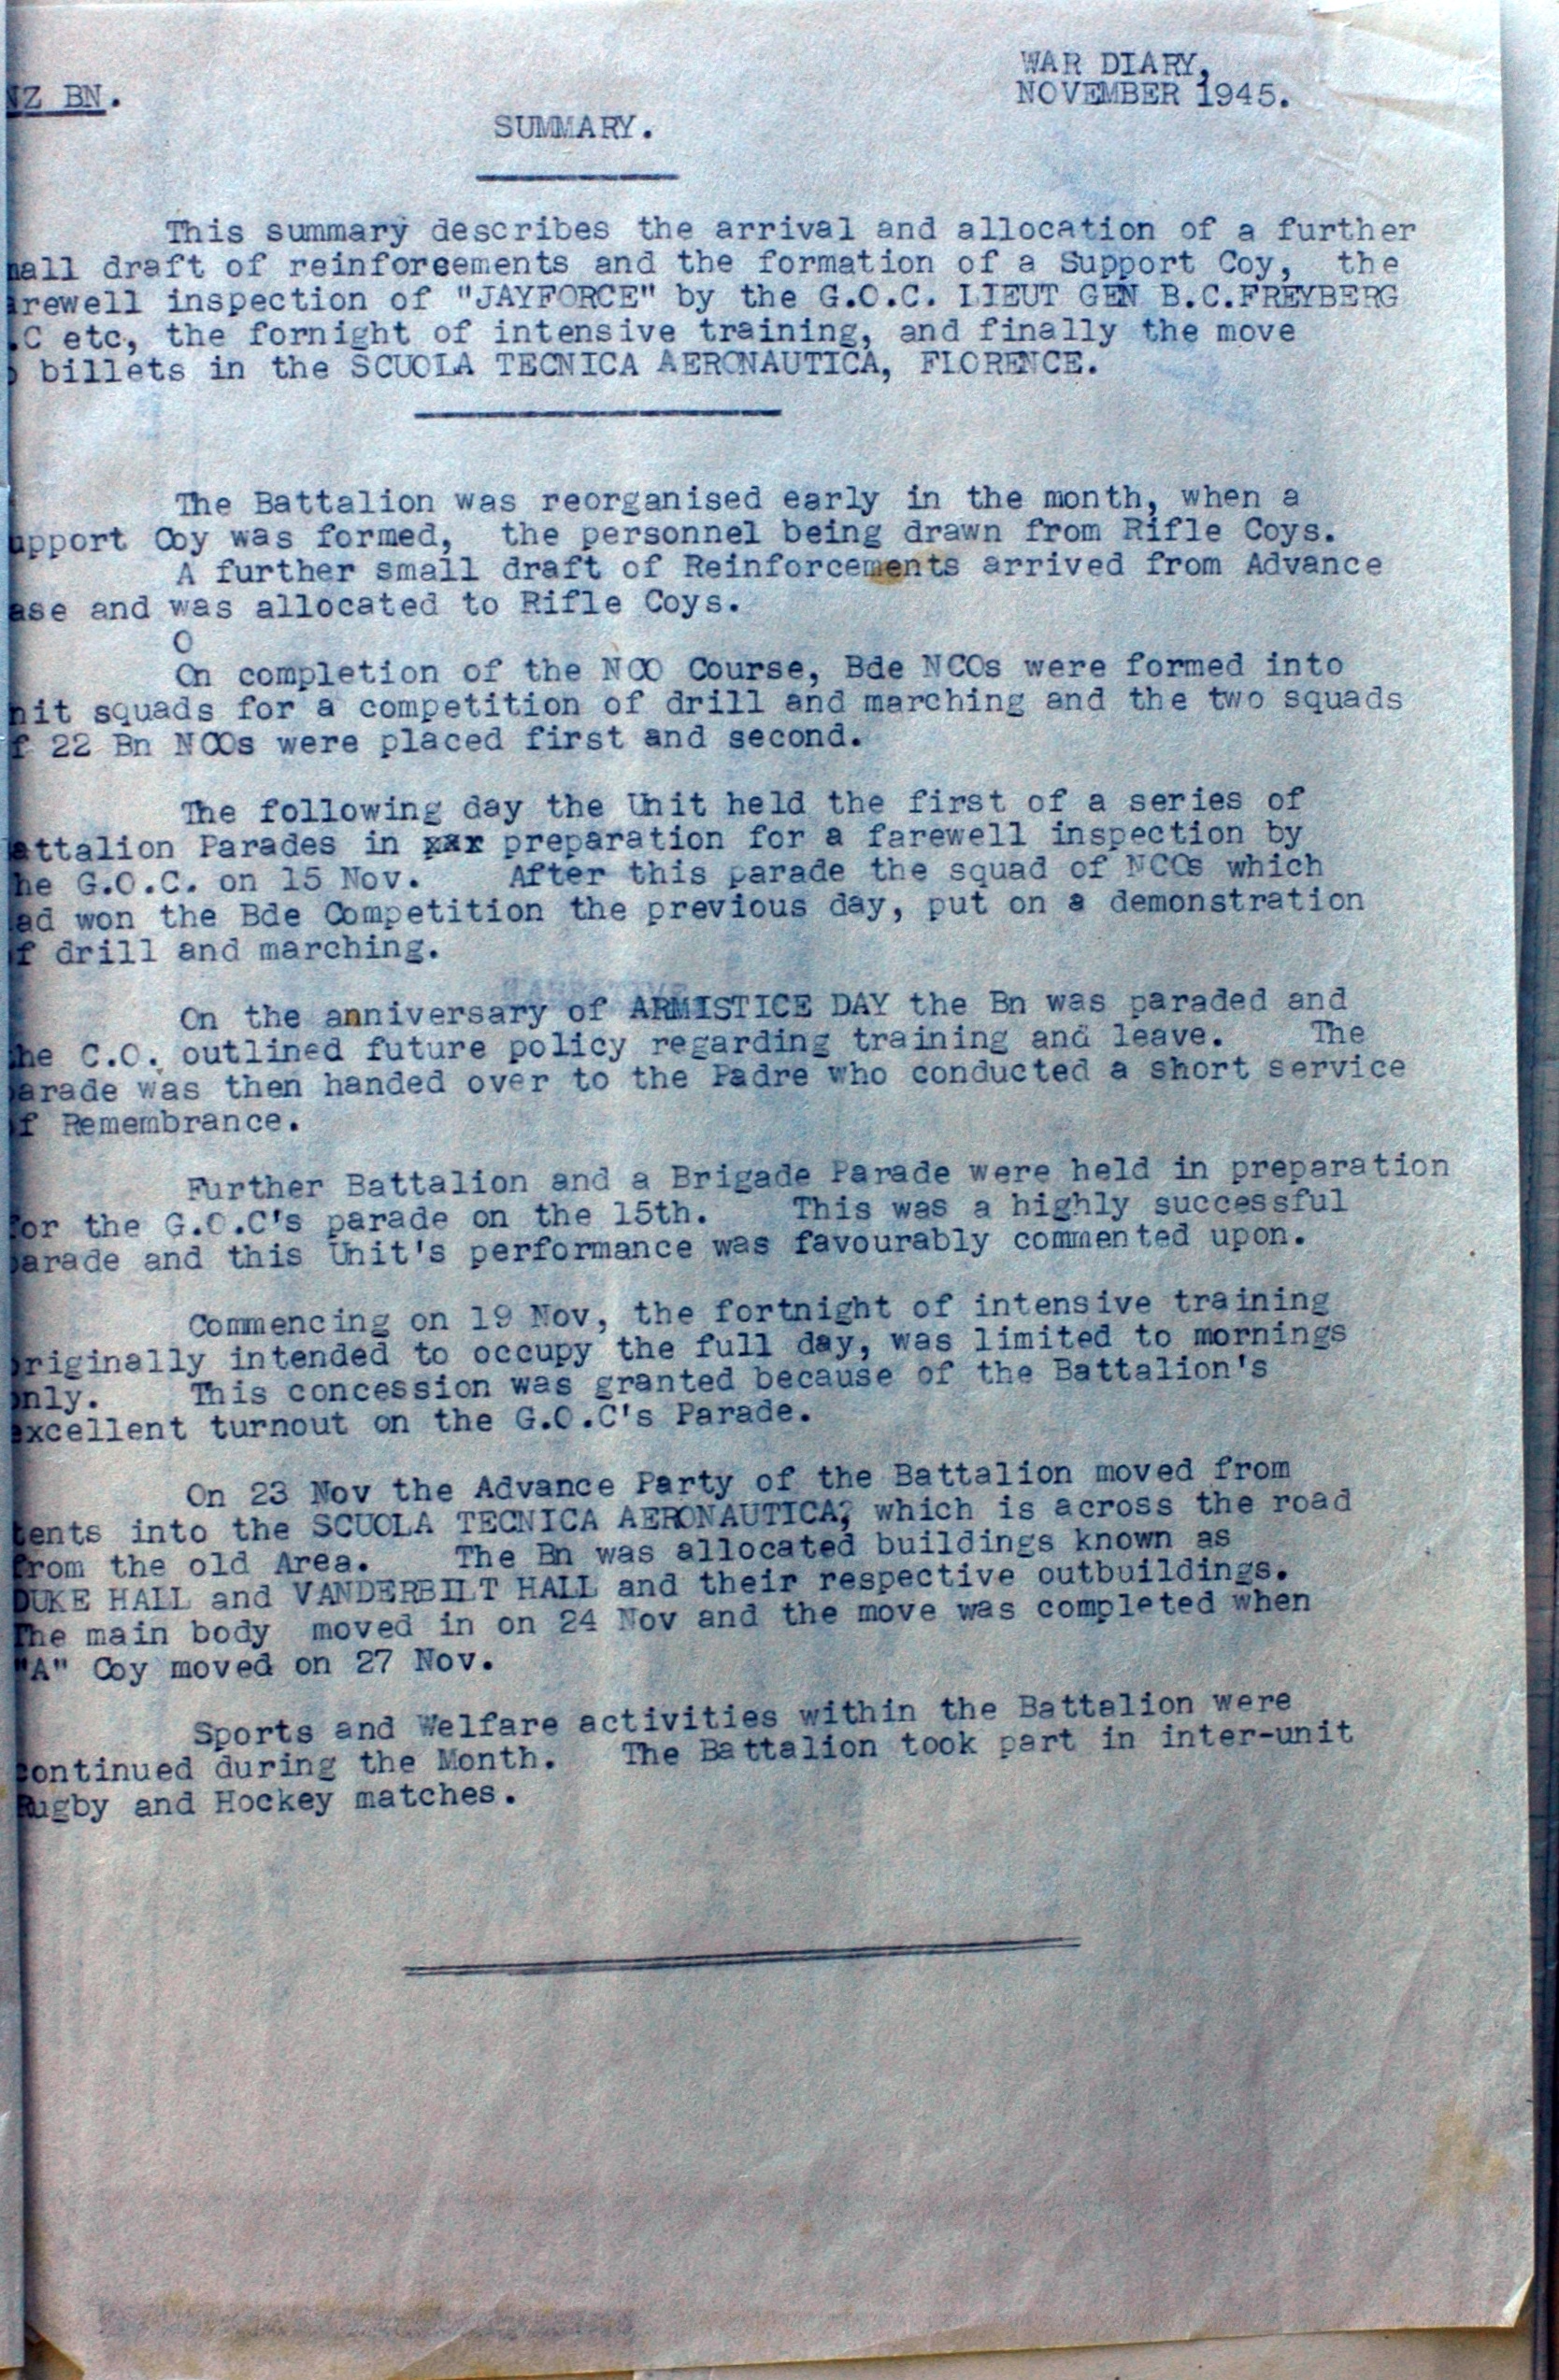 NZ BN.
WAR DIARY,
NOVEMBER 1945.
SUMMARY.
This summary describes the arrival and allocation of a further
mall draft of reinforcements and the formation of a Support Coy, the
arewell inspection of "JAYFORCE" by the G.O.C. LIEUT GEN B.C.FREYBERG
.C etc, the fornight of intensive training, and finally the move
o billets in the SCUOLA TECNICA AERONAUTICA, FLORENCE.
The Battalion was reorganised early in the month, when a
upport Coy was formed, the personnel being drawn from Rifle Coys.
A further small draft of Reinforcements arrived from Advance
ase and was allocated to Rifle Coys.
O
On completion of the NCO Course, Bde NCOs were formed into
nit squads for a competition of drill and marching and the two squads
f 22 Bn NCOs were placed first and second.
The following day the Unit held the first of a series of
attalion Parades in xxx preparation for a farewell inspection by
he G.O.C. on 15 Nov. After this parade the squad of NCOs which
ad won the Bde Competition the previous day, put on a demonstration
f drill and marching.
On the anniversary of ARMISTICE DAY the Bn was paraded and
he C.O. outlined future policy regarding training and leave. The
parade was then handed over to the Padre who conducted a short service
f Remembrance.
Further Battalion and a Brigade Parade were held in preparation
for the G.O.C's parade on the 15th. This was a highly successful
parade and this Unit's performance was favourably commented upon.
Commencing on 19 Nov, the fortnight of intensive training
originally intended to occupy the full day, was limited to mornings
only. This concession was granted because of the Battalion's
excellent turnout on the G.O.C's Parade.
On 23 Nov the Advance Party of the Battalion moved from
tents into the SCUOLA TECNICA AERONAUTICA, which is across the road
from the old Area. The Bn was allocated buildings known as
DUKE HALL and VANDERBILT HALL and their respective outbuildings.
The main body moved in on 24 Nov and the move was completed when
"A" Coy moved on 27 Nov.
Sports and Welfare activities within the Battalion were
continued during the Month. The Battalion took part in inter-unit
Rugby and Hockey matches.